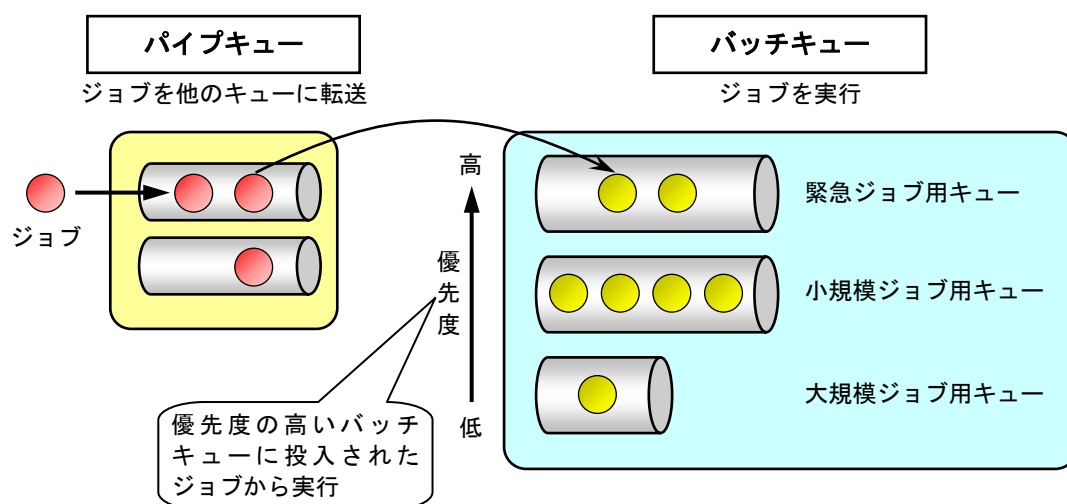 パイプキュー
ジョブを他のキューに転送
バッチキュー
ジョブを実行
ジョブ
高
優先度
低
緊急ジョブ用キュー
小規模ジョブ用キュー
大規模ジョブ用キュー
優先度の高いバッチ
キューに投入された
ジョブから実行